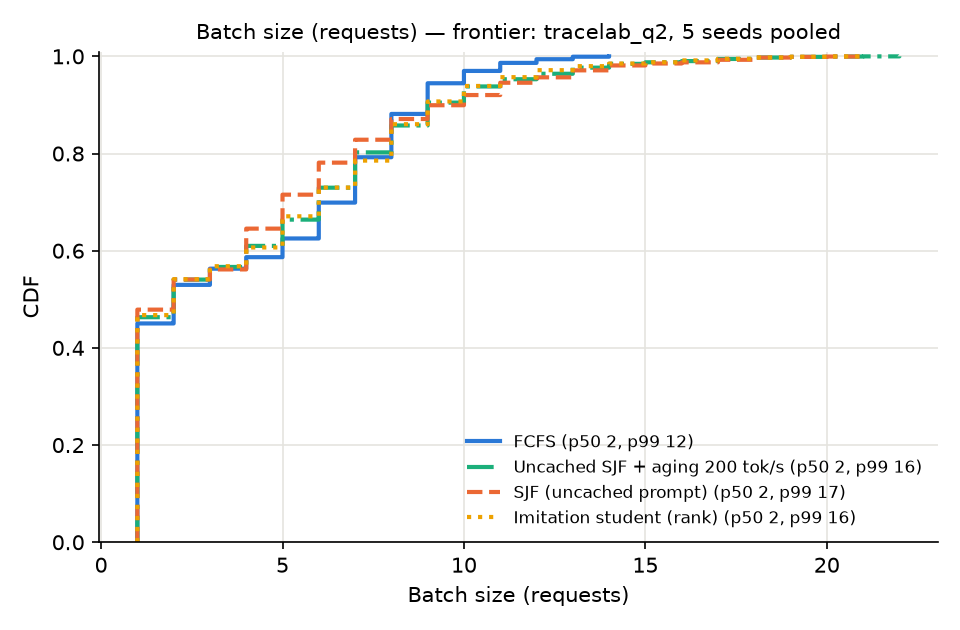 Batch size (requests) — frontier: tracelab_q2, 5 seeds pooled
CDF
1.0
0.8
0.6
0.4
0.2
0.0
0
5
10
15
20
Batch size (requests)
FCFS (p50 2, p99 12)
Uncached SJF + aging 200 tok/s (p50 2, p99 16)
SJF (uncached prompt) (p50 2, p99 17)
Imitation student (rank) (p50 2, p99 16)